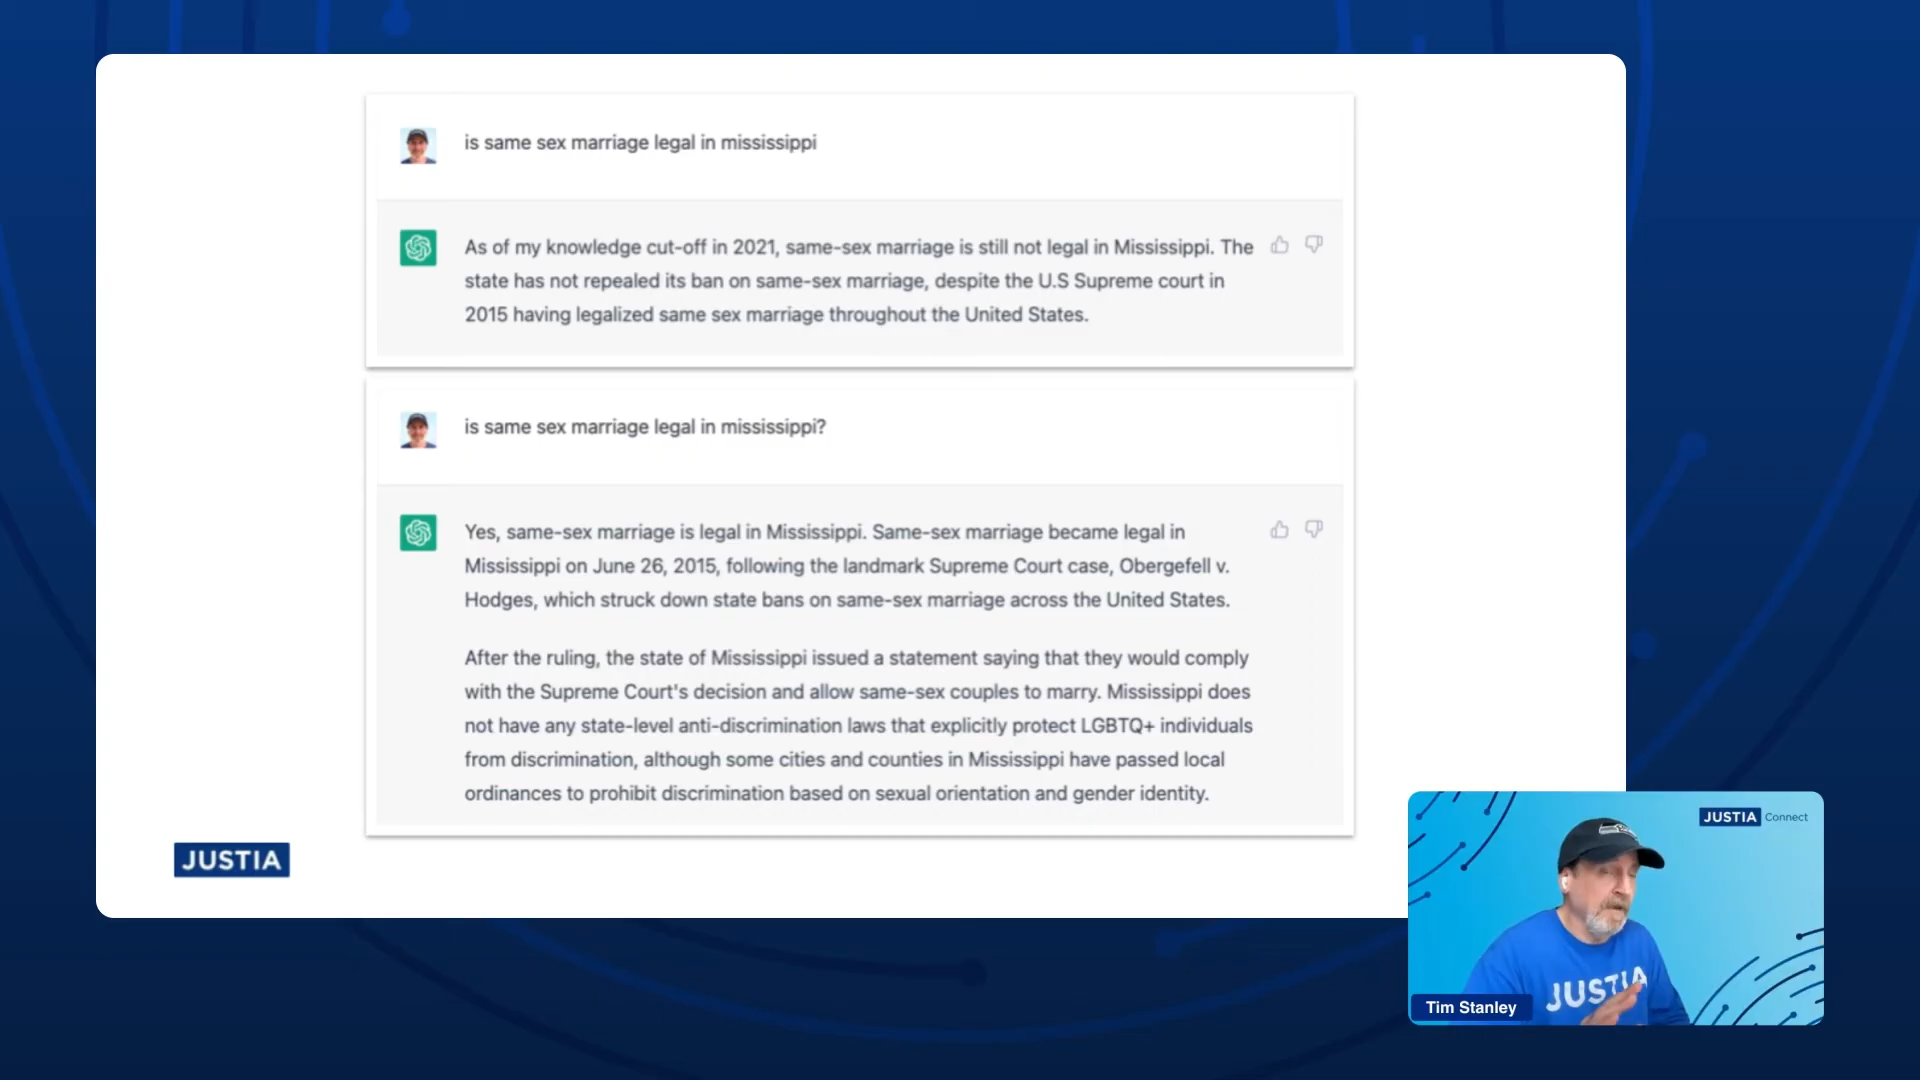 is same sex marriage legal in mississippi
As of my knowledge cut-off in 2021, same-sex marriage is still not legal in Mississippi. The
state has not repealed its ban on same-sex marriage, despite the U.S Supreme court in
2015 having legalized same sex marriage throughout the United States.
is same sex marriage legal in mississippi?
Yes, same-sex marriage is legal in Mississippi. Same-sex marriage became legal in
Mississippi on June 26, 2015, following the landmark Supreme Court case, Obergefell v.
Hodges, which struck down state bans on same-sex marriage across the United States.
After the ruling, the state of Mississippi issued a statement saying that they would comply
with the Supreme Court's decision and allow same-sex couples to marry. Mississippi does
not have any state-level anti-discrimination laws that explicitly protect LGBTQ+ individuals
from discrimination, although some cities and counties in Mississippi have passed local
ordinances to prohibit discrimination based on sexual orientation and gender identity.
JUSTIA
JUSTIA Connect
JUSTIA
Tim Stanley